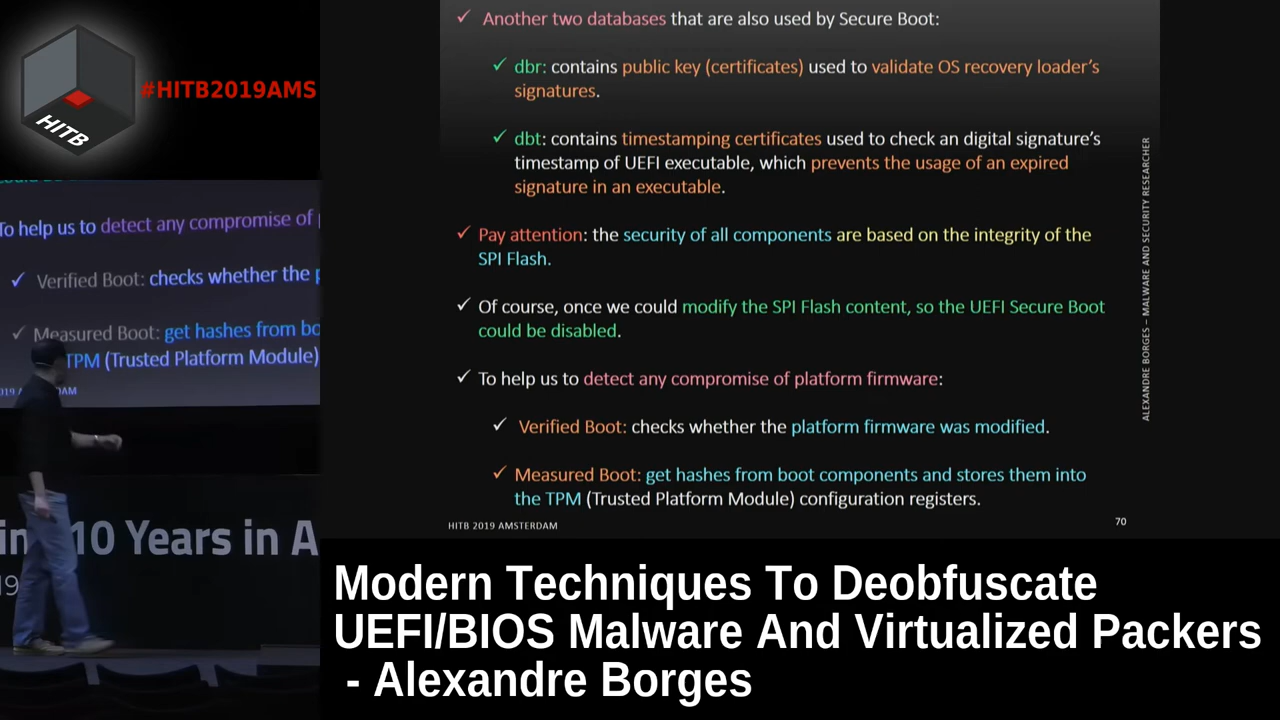 #HITB2019AMS
HITB
To help us to detect any compromise of
✓ Verified Boot: checks whether the
✓ Measured Boot: get hashes from bo
TPM (Trusted Platform Module)
10 Years in A
✓ Another two databases that are also used by Secure Boot:
✓ dbr: contains public key (certificates) used to validate OS recovery loader's
signatures.
✓ dbt: contains timestamping certificates used to check an digital signature's
timestamp of UEFI executable, which prevents the usage of an expired
signature in an executable.
✓ Pay attention: the security of all components are based on the integrity of the
SPI Flash.
✓ Of course, once we could modify the SPI Flash content, so the UEFI Secure Boot
could be disabled.
✓ To help us to detect any compromise of platform firmware:
✓ Verified Boot: checks whether the platform firmware was modified.
✓ Measured Boot: get hashes from boot components and stores them into
the TPM (Trusted Platform Module) configuration registers.
HITB 2019 AMSTERDAM
70
ALEXANDRE BORGES – MALWARE AND SECURITY RESEARCHER
Modern Techniques To Deobfuscate
UEFI/BIOS Malware And Virtualized Packers
- Alexandre Borges